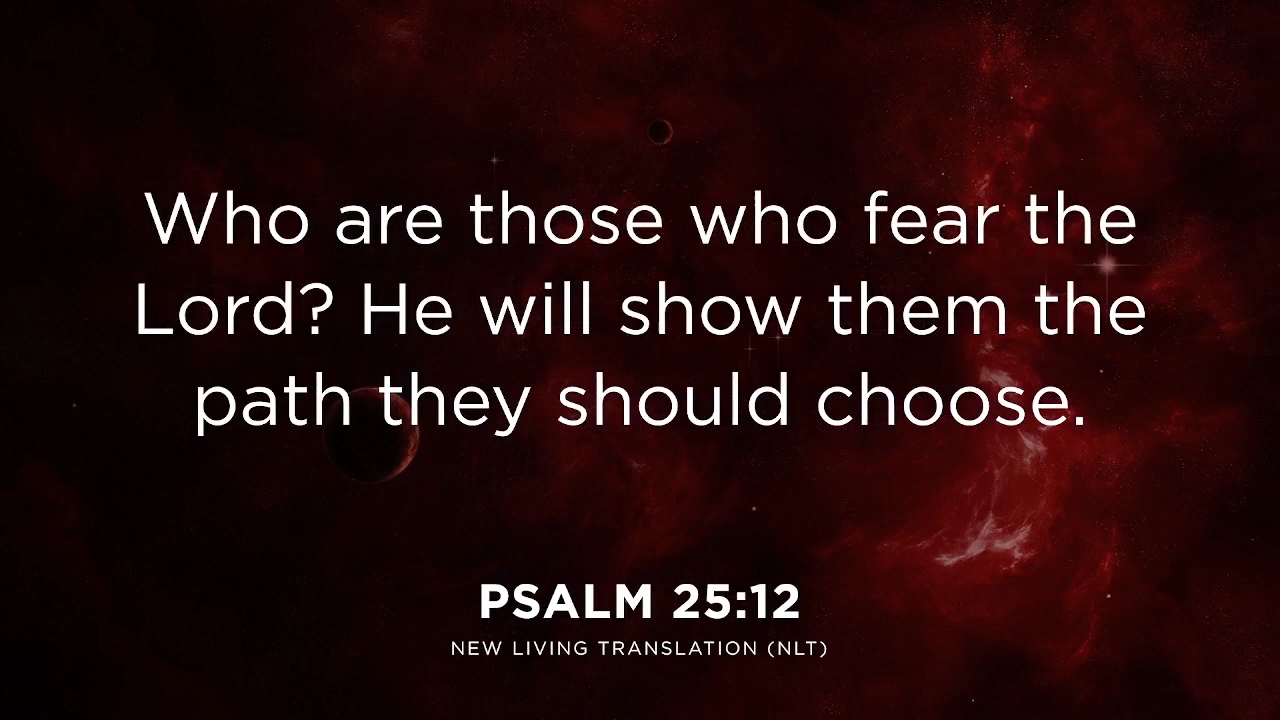 Who are those who fear the
Lord? He will show them the
path they should choose.
PSALM 25:12
NEW LIVING TRANSLATION (NLT)